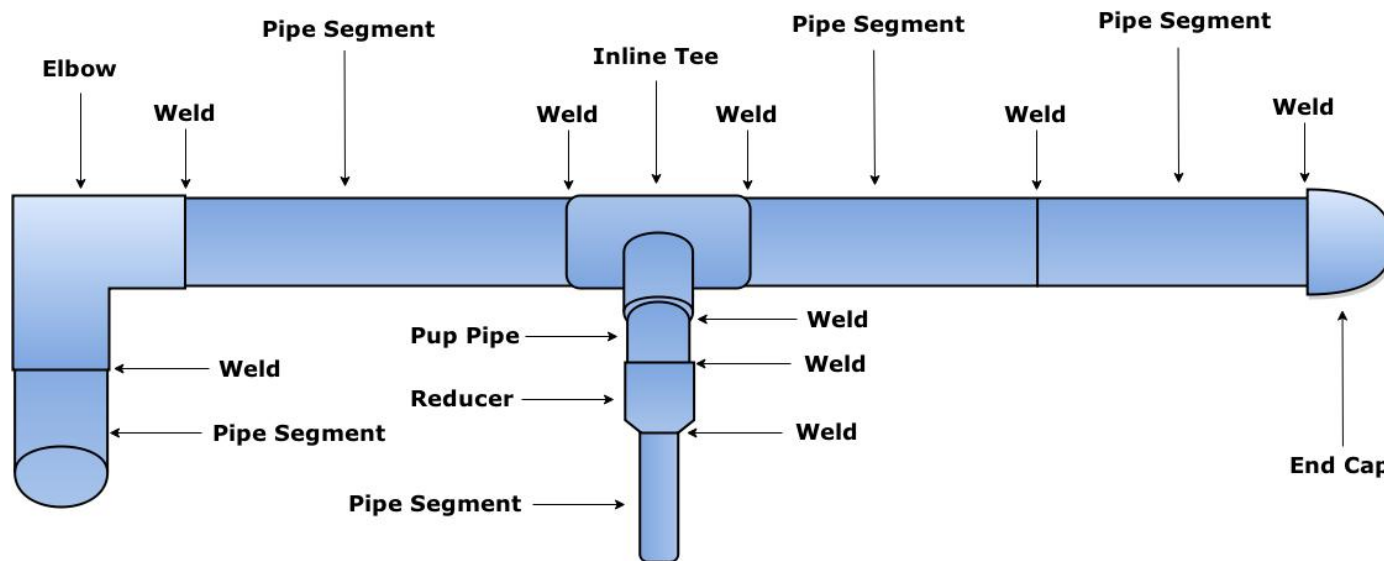 Pipe Segment
Pipe Segment
Pipe Segment
Elbow
Inline Tee
Weld
Weld
Weld
Weld
Weld
Weld
Pup Pipe
Weld
Weld
Reducer
Pipe Segment
Weld
End Cap
Pipe Segment